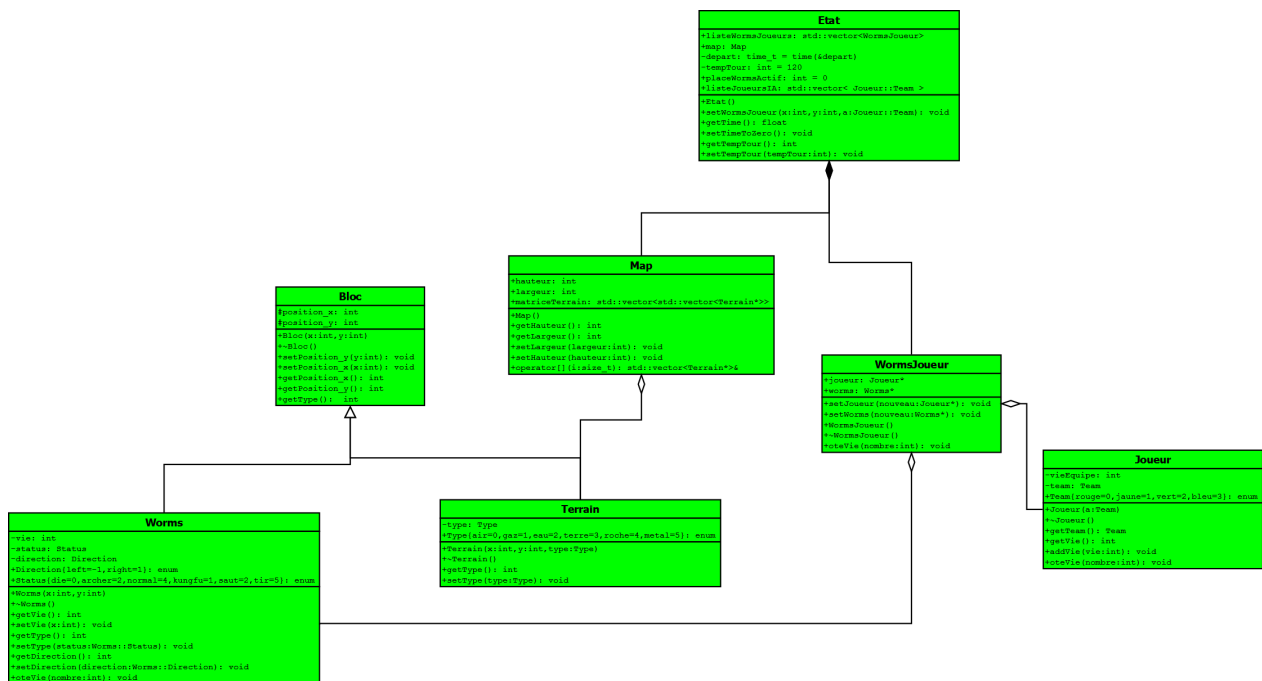 Etat
+listeWormsJoueurs: std::vector<WormsJoueur>
+map: Map
-depart: time_t = time(&depart)
-tempTour: int = 120
+placeWormsActif: int = 0
+listeJoueursIA: std::vector< Joueur::Team >
+Etat()
+setWormsJoueur(x:int,y:int,a:Joueur::Team): void
+getTime(): float
+setTimeToZero(): void
+getTempTour(): int
+setTempTour(tempTour:int): void
Map
+hauteur: int
+largeur: int
+matriceTerrain: std::vector<std::vector<Terrain*>>
+Map()
+getHauteur(): int
+getLargeur(): int
+setLargeur(largeur:int): void
+setHauteur(hauteur:int): void
+operator[](i:size_t): std::vector<Terrain*>&
Bloc
#position_x: int
#position_y: int
+Bloc(x:int,y:int)
+~Bloc()
+setPosition_y(y:int): void
+setPosition_x(x:int): void
+getPosition_x(): int
+getPosition_y(): int
+getType(): int
WormsJoueur
+joueur: Joueur*
+worms: Worms*
+setJoueur(nouveau:Joueur*): void
+setWorms(nouveau:Worms*): void
+WormsJoueur()
+~WormsJoueur()
+oteVie(nombre:int): void
Joueur
-vieEquipe: int
-team: Team
+Team{rouge=0,jaune=1,vert=2,bleu=3}: enum
+Joueur(a:Team)
+~Joueur()
+getTeam(): Team
+getVie(): int
+addVie(vie:int): void
+oteVie(nombre:int): void
Terrain
-type: Type
+Type{air=0,gaz=1,eau=2,terre=3,roche=4,metal=5}: enum
+Terrain(x:int,y:int,type:Type)
+~Terrain()
+getType(): int
+setType(type:Type): void
Worms
-vie: int
-status: Status
-direction: Direction
+Direction{left=-1,right=1}: enum
+Status{die=0,archer=2,normal=4,kungfu=1,saut=2,tir=5}: enum
+Worms(x:int,y:int)
+~Worms()
+getVie(): int
+setVie(x:int): void
+getType(): int
+setType(status:Worms::Status): void
+getDirection(): int
+setDirection(direction:Worms::Direction): void
+oteVie(nombre:int): void